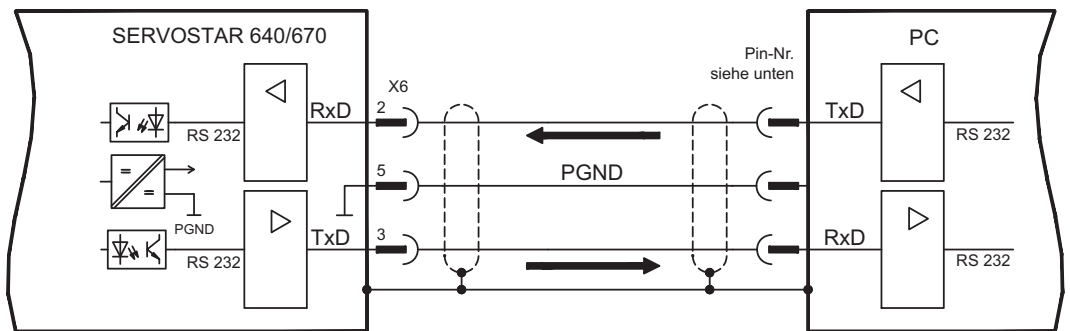 SERVOSTAR 640/670
PC
Pin-Nr.
siehe unten
X6
RxD
2
TxD
RS 232
RS 232
5
PGND
=
=
PGND
TxD
3
RxD
RS 232
RS 232